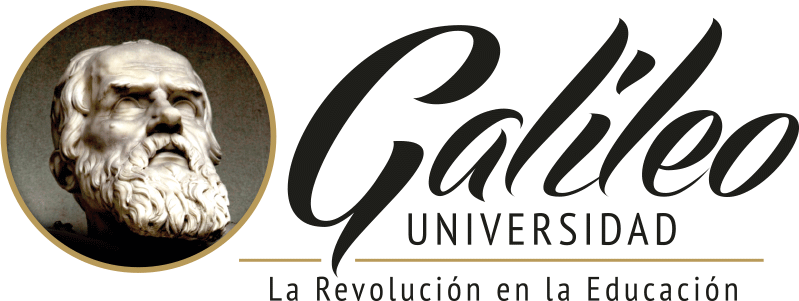 Galileo
UNIVERSIDAD
La Revolución en la Educación